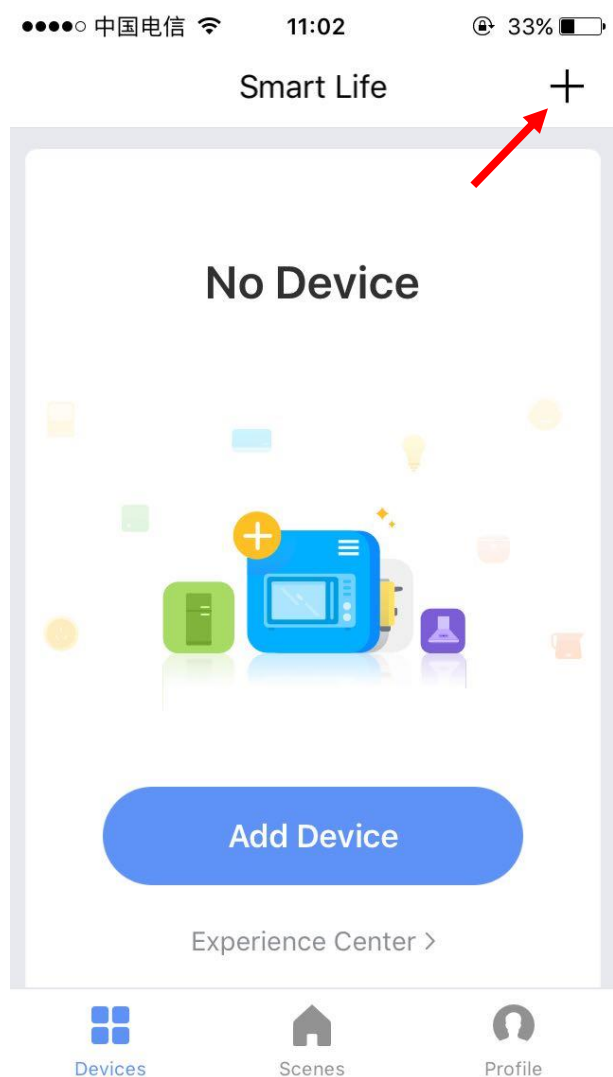 中国电信 11:02 33%
Smart Life
No Device
Add Device
Experience Center >
Devices Scenes Profile